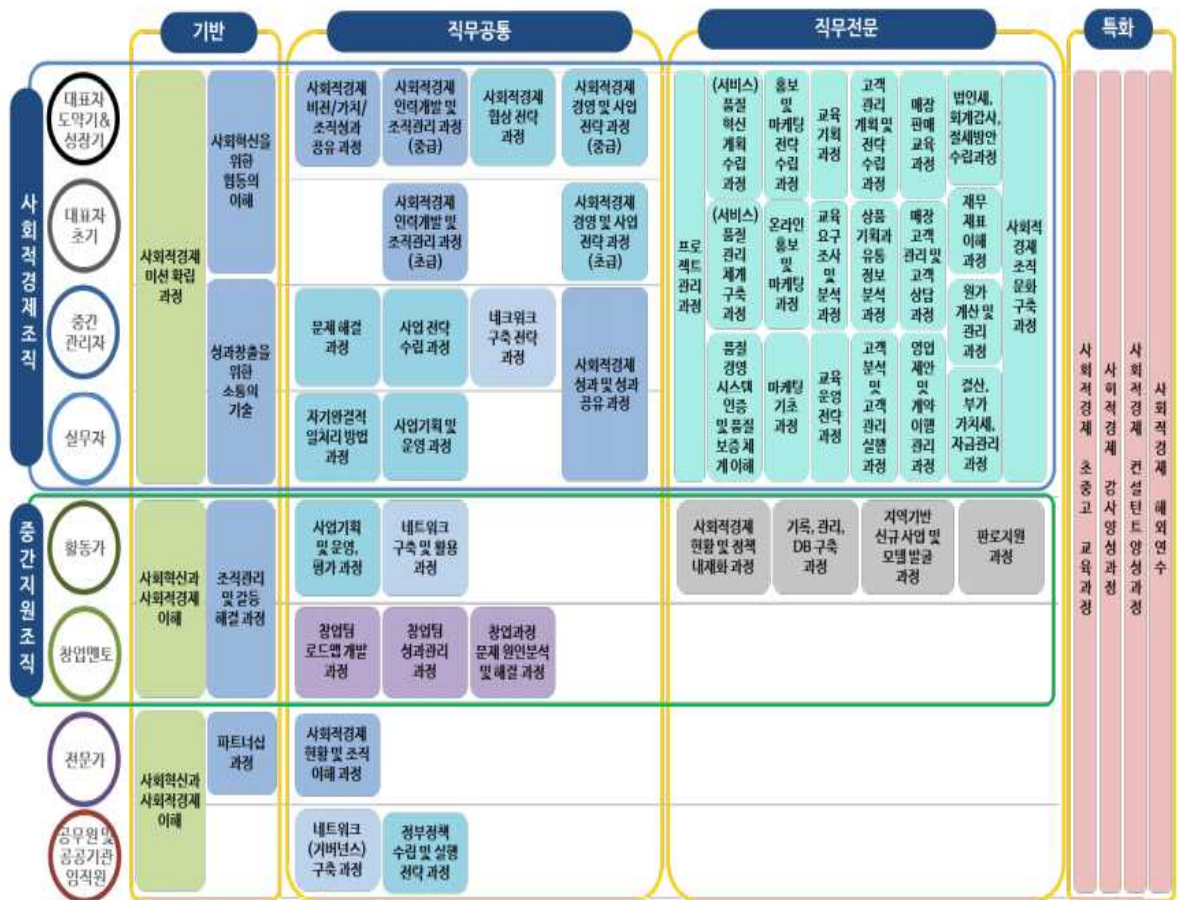 기반
직무공통
직무전문
특화
사회적경제조직
대표자
도약기&
성장기
대표자
초기
중간
관리자
실무자
중간지원조직
활동가
창업멘토
전문가
공무원 및
공공기관
임직원
사회적경제
미션 확립
과정
사회혁신을
위한
협동의
이해
성과창출을
위한
소통의
기술
사회혁신과
사회적경제
이해
조직관리
및 갈등
해결 과정
사회혁신과
사회적경제
이해
파트너십
과정
사회적경제
비전/가치/
조직성과
공유 과정
사회적경제
인력개발 및
조직관리 과정
(중급)
사회적경제
협상 전략
과정
사회적경제
경영 및 사업
전략 과정
(중급)
사회적경제
인력개발 및
조직관리 과정
(초급)
사회적경제
경영 및 사업
전략 과정
(초급)
문제 해결
과정
사업 전략
수립 과정
네크워크
구축 전략
과정
사회적경제
성과 및 성과
공유 과정
자기완결적
일처리 방법
과정
사업기획 및
운영 과정
사업기획
및 운영,
평가 과정
네트워크
구축 및 활용
과정
창업팀
로드맵 개발
과정
창업팀
성과관리
과정
창업과정
문제 원인분석
및 해결 과정
사회적경제
현황 및 조직
이해 과정
네트워크
(거버넌스)
구축 과정
정부정책
수립 및 실행
전략 과정
프로
젝트
관리
과정
(서비스)
품질
혁신
계획
수립
과정
홍보
및
마케팅
전략
수립
과정
교육
기획
과정
고객
관리
계획 및
전략
수립
과정
매장
판매
교육
과정
법인세,
회계감사,
절세방안
수립과정
(서비스)
품질
관리
체계
구축
과정
온라인
홍보
및
마케팅
과정
교육
요구
조사
및
분석
과정
상품
기획과
유통
정보
분석
과정
매장
고객
관리 및
고객
상담
과정
재무
제표
이해
과정
원가
계산 및
관리
과정
사회적
경제
조직
문화
구축
과정
품질
경영
시스템
인증
및 품질
보증 체
계 이해
마케팅
기초
과정
교육
운영
전략
과정
고객
분석
및
고객
관리
실행
과정
영업
제안
및
계약
이행
관리
과정
결산,
부가
가치세,
자금관리
과정
사회적경제
현황 및 정책
내재화 과정
기록, 관리,
DB 구축
과정
지역기반
신규 사업 및
모델 발굴
과정
판로지원
과정
사회적경제 초중고 교육과정
사회적경제 강사양성과정
사회적경제 컨설턴트양성과정
사회적경제 해외연수